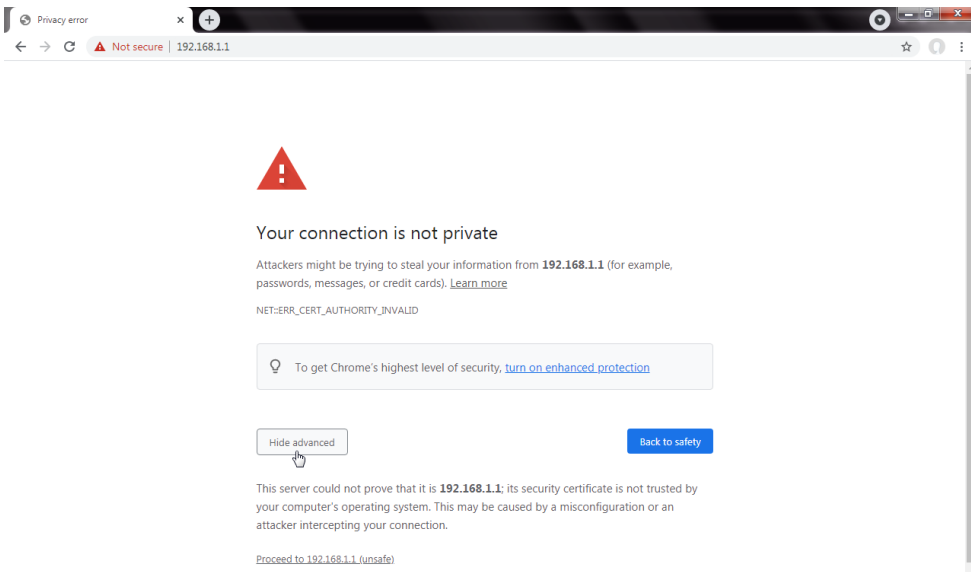 Privacy error
Not secure 192.168.1.1
Your connection is not private
Attackers might be trying to steal your information from 192.168.1.1 (for example,
passwords, messages, or credit cards). Learn more
NET::ERR_CERT_AUTHORITY_INVALID
To get Chrome's highest level of security, turn on enhanced protection
Hide advanced
Back to safety
This server could not prove that it is 192.168.1.1; its security certificate is not trusted by
your computer's operating system. This may be caused by a misconfiguration or an
attacker intercepting your connection.
Proceed to 192.168.1.1 (unsafe)